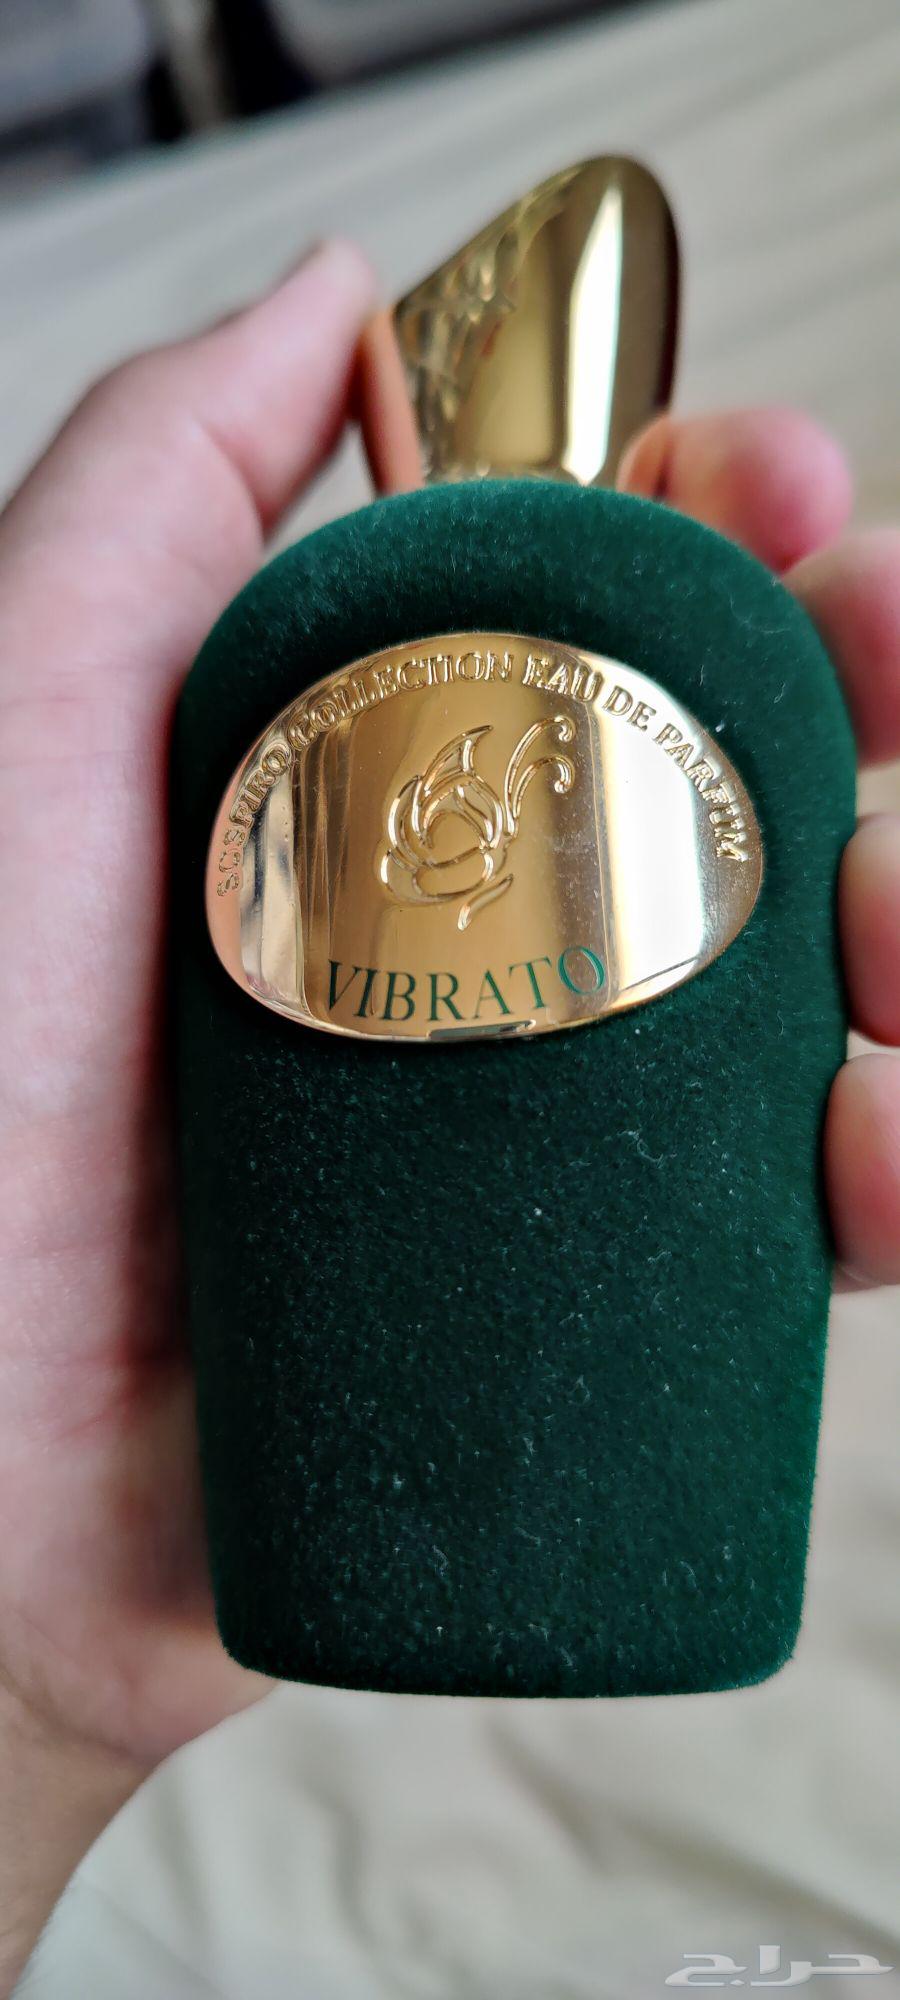 SOSPIRO COLLECTION EAU DE PARFUM
VIBRATO
حراج